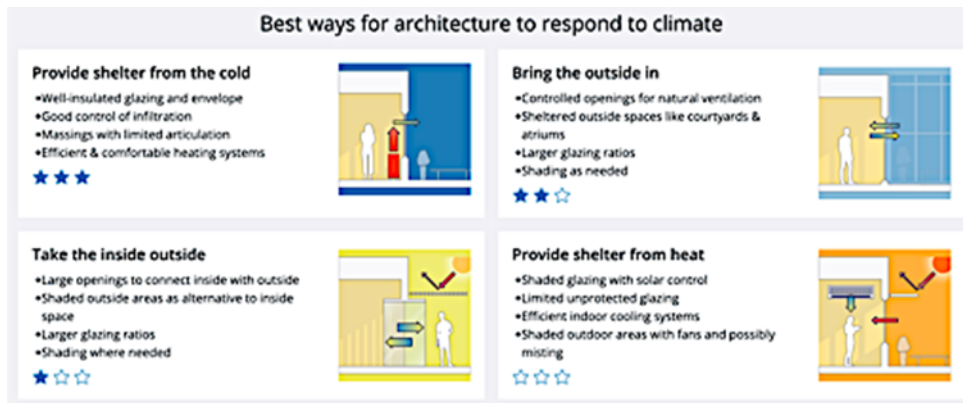 Best ways for architecture to respond to climate
Provide shelter from the cold
•Well-insulated glazing and envelope
•Good control of infiltration
•Massings with limited articulation
•Efficient & comfortable heating systems
Bring the outside in
•Controlled openings for natural ventilation
•Sheltered outside spaces like courtyards &
atriums
•Larger glazing ratios
•Shading as needed
Take the inside outside
•Large openings to connect inside with outside
•Shaded outside areas as alternative to inside
space
•Larger glazing ratios
•Shading where needed
Provide shelter from heat
•Shaded glazing with solar control
•Limited unprotected glazing
•Efficient indoor cooling systems
•Shaded outdoor areas with fans and possibly
misting